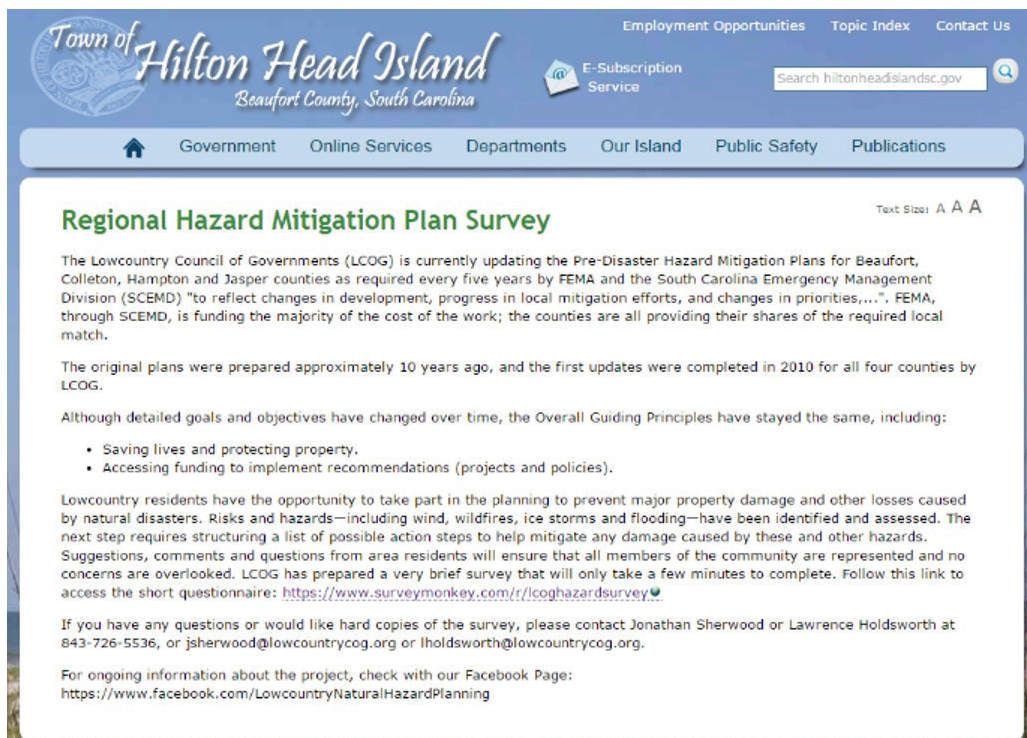 Employment Opportunities Topic Index Contact Us
Town of
Hilton Head Island
Beaufort County, South Carolina
E-Subscription
Service
Search hiltonheadislandsc.gov
Government Online Services Departments Our Island Public Safety Publications
Text Size: A A A
Regional Hazard Mitigation Plan Survey
The Lowcountry Council of Governments (LCOG) is currently updating the Pre-Disaster Hazard Mitigation Plans for Beaufort,
Colleton, Hampton and Jasper counties as required every five years by FEMA and the South Carolina Emergency Management
Division (SCEMD) "to reflect changes in development, progress in local mitigation efforts, and changes in priorities,...". FEMA,
through SCEMD, is funding the majority of the cost of the work; the counties are all providing their shares of the required local
match.
The original plans were prepared approximately 10 years ago, and the first updates were completed in 2010 for all four counties by
LCOG.
Although detailed goals and objectives have changed over time, the Overall Guiding Principles have stayed the same, including:
• Saving lives and protecting property.
• Accessing funding to implement recommendations (projects and policies).
Lowcountry residents have the opportunity to take part in the planning to prevent major property damage and other losses caused
by natural disasters. Risks and hazards—including wind, wildfires, ice storms and flooding—have been identified and assessed. The
next step requires structuring a list of possible action steps to help mitigate any damage caused by these and other hazards.
Suggestions, comments and questions from area residents will ensure that all members of the community are represented and no
concerns are overlooked. LCOG has prepared a very brief survey that will only take a few minutes to complete. Follow this link to
access the short questionnaire: https://www.surveymonkey.com/r/lcoghazardsurvey
If you have any questions or would like hard copies of the survey, please contact Jonathan Sherwood or Lawrence Holdsworth at
843-726-5536, or jsherwood@lowcountrycog.org or lholdsworth@lowcountrycog.org.
For ongoing information about the project, check with our Facebook Page:
https://www.facebook.com/LowcountryNaturalHazardPlanning